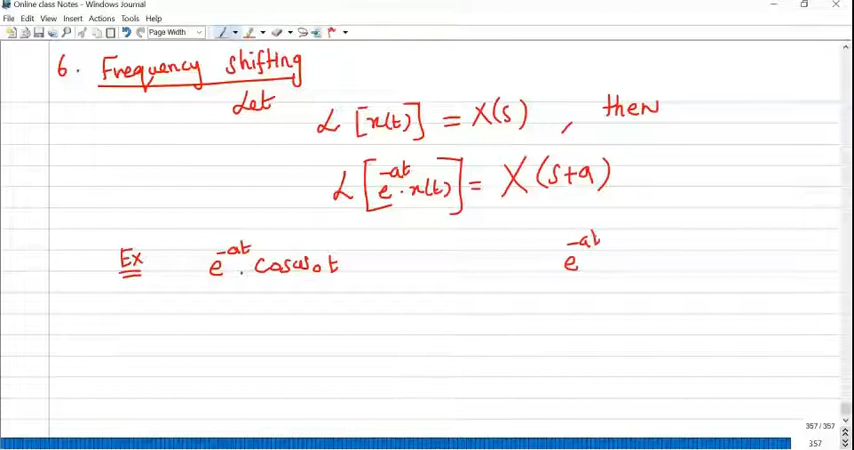 Online class Notes - Windows Journal
File Edit View Insert Actions Tools Help
Page Width
6. Frequency shifting
Let
L [x(t)] = X(s) , then
L [e^-at . x(t)] = X(s+a)
Ex e^-at . cosω₀t e^-at
357 / 357
357